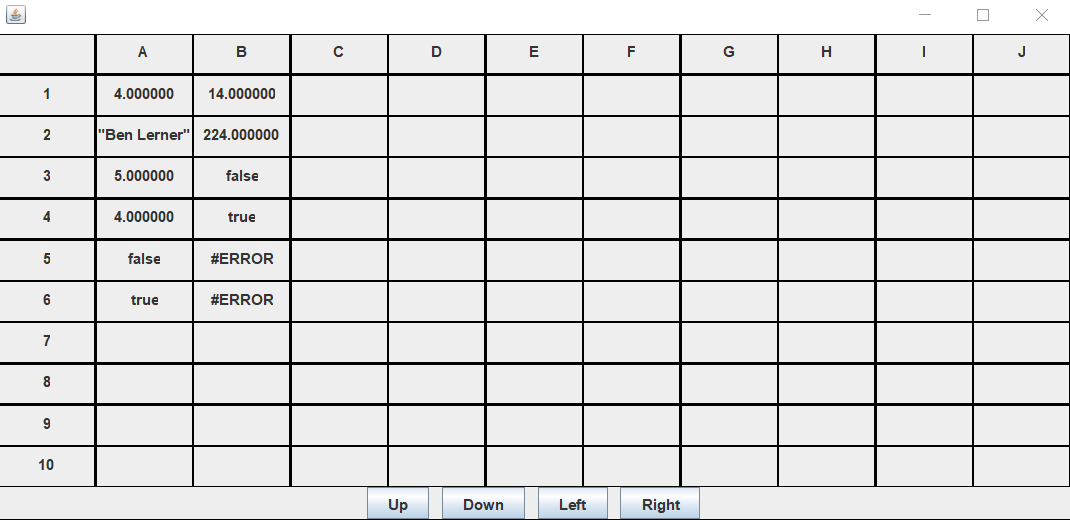 A B C D E F G H I J
1 4.000000 14.000000
2 "Ben Lerner" 224.000000
3 5.000000 false
4 4.000000 true
5 false #ERROR
6 true #ERROR
7
8
9
10
Up Down Left Right